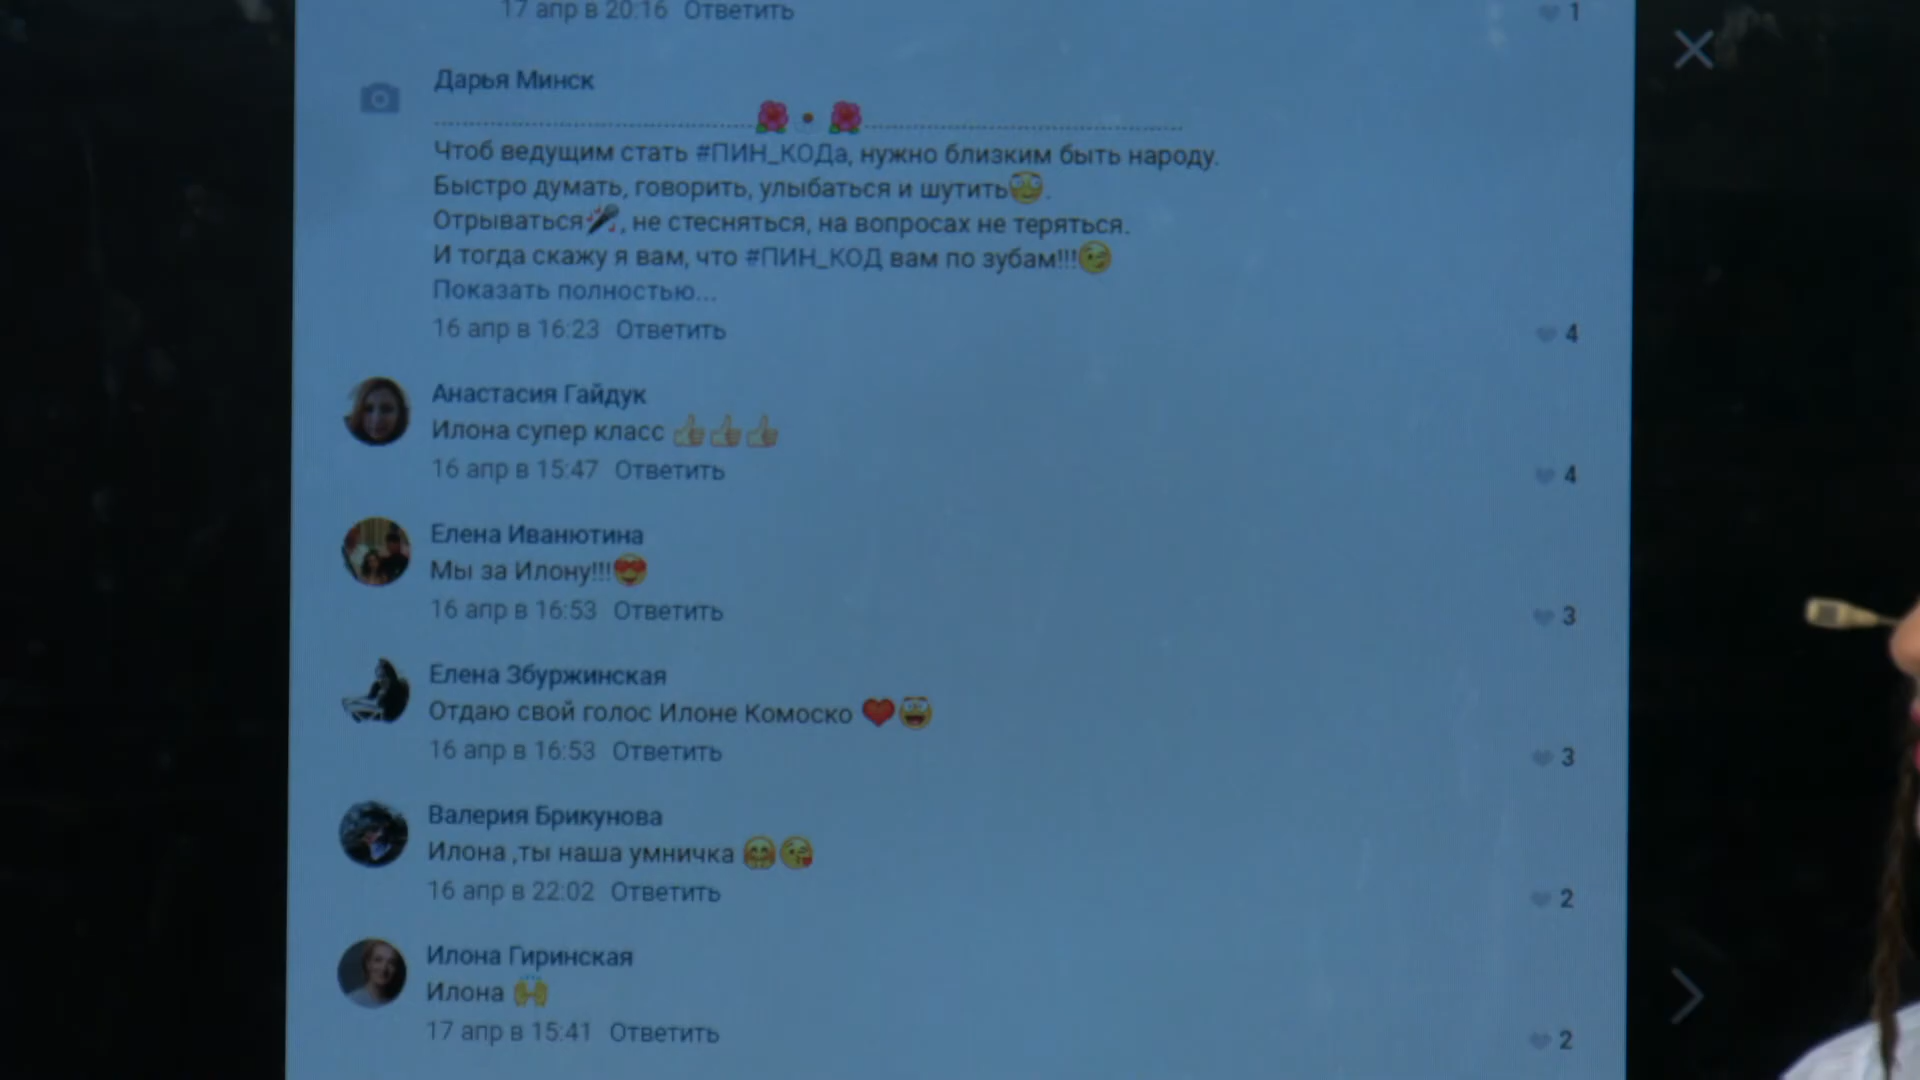 17 апр в 20:16 Ответить
1
Дарья Минск
Чтоб ведущим стать #ПИН_КОДа, нужно близким быть народу.
Быстро думать, говорить, улыбаться и шутить.
Отрываться, не стесняться, на вопросах не теряться.
И тогда скажу я вам, что #ПИН_КОД вам по зубам!!!
Показать полностью...
16 апр в 16:23 Ответить
4
Анастасия Гайдук
Илона супер класс
16 апр в 15:47 Ответить
4
Елена Иванютина
Мы за Илону!!!
16 апр в 16:53 Ответить
3
Елена Збуржинская
Отдаю свой голос Илоне Комоско
16 апр в 16:53 Ответить
3
Валерия Брикунова
Илона ,ты наша умничка
16 апр в 22:02 Ответить
2
Илона Гиринская
Илона
17 апр в 15:41 Ответить
2